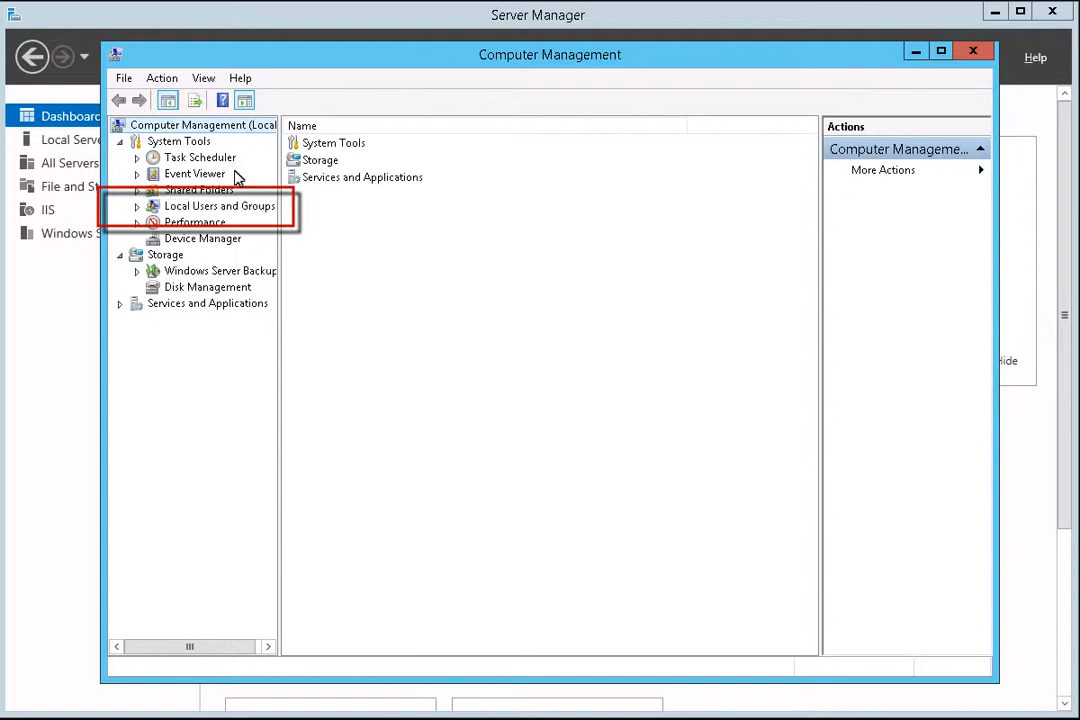 Server Manager
Help
Dashboard
Local Serve
All Servers
File and St
IIS
Windows S
Computer Management
File Action View Help
Computer Management (Local
System Tools
Task Scheduler
Event Viewer
Shared Folders
Local Users and Groups
Performance
Device Manager
Storage
Windows Server Backup
Disk Management
Services and Applications
Name
System Tools
Storage
Services and Applications
Actions
Computer Manageme...
More Actions
Hide